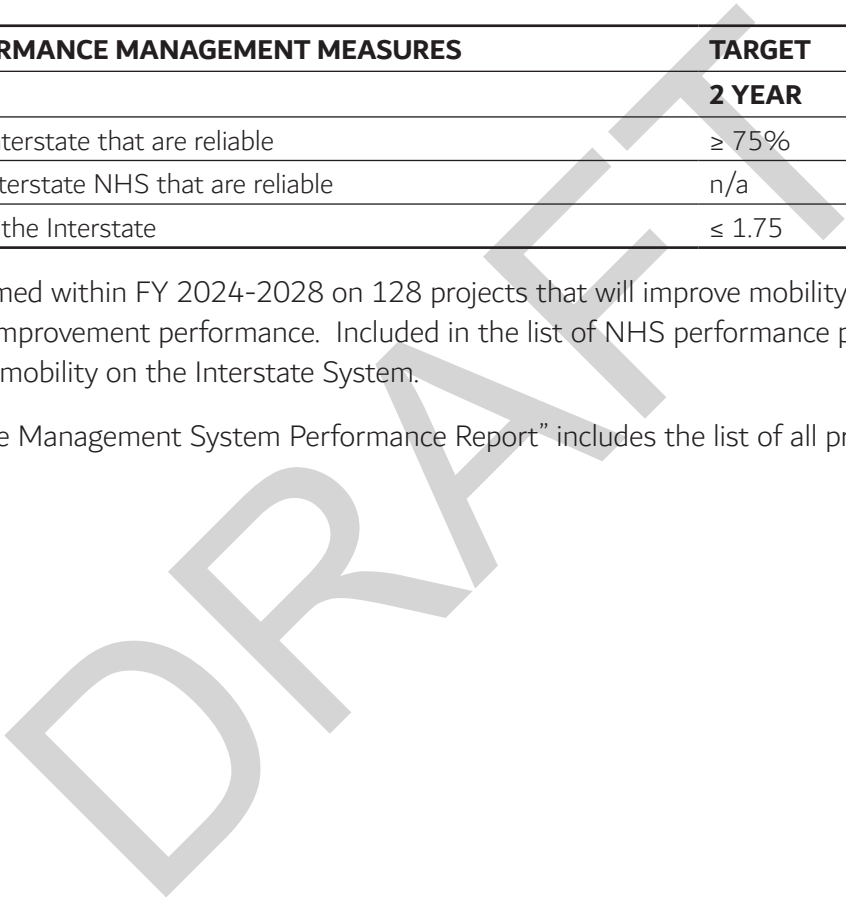 RMANCE MANAGEMENT MEASURES TARGET
2 YEAR
terstate that are reliable ≥ 75%
terstate NHS that are reliable n/a
the Interstate ≤ 1.75
med within FY 2024-2028 on 128 projects that will improve mobility
mprovement performance. Included in the list of NHS performance p
mobility on the Interstate System.
e Management System Performance Report” includes the list of all pr
DRAFT